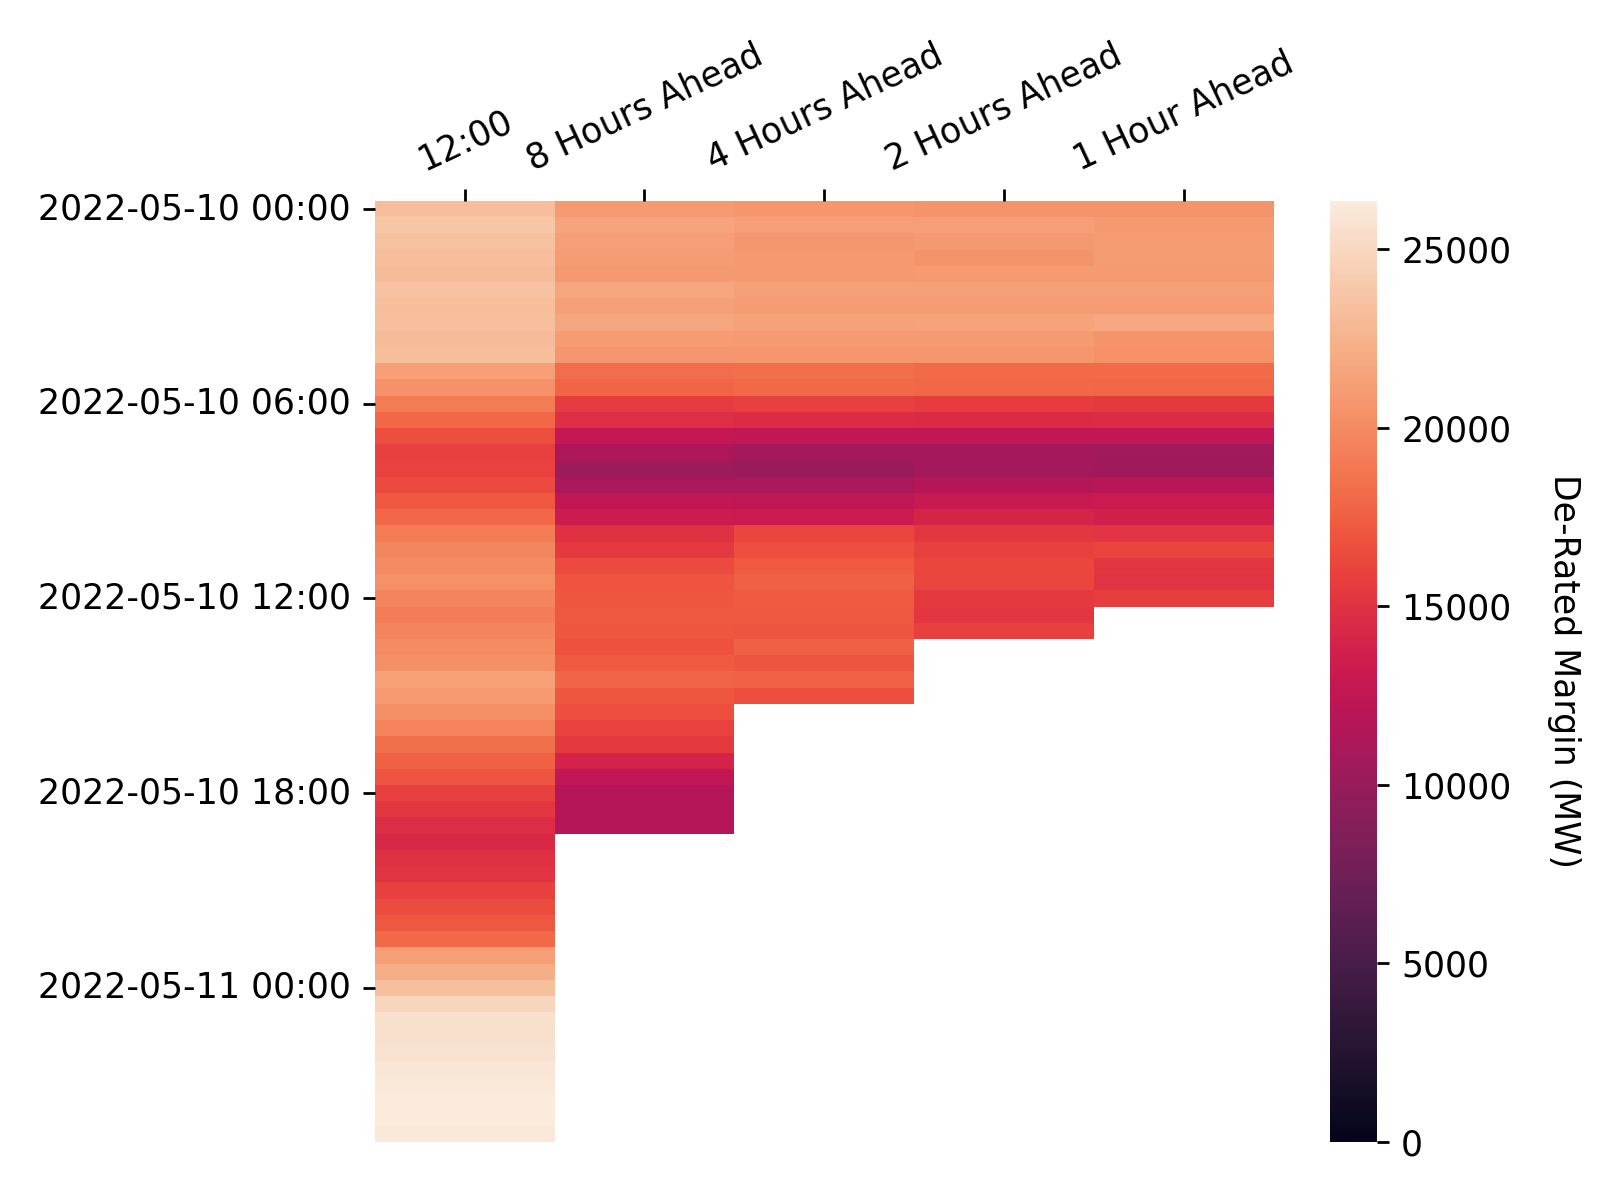 12:00
8 Hours Ahead
4 Hours Ahead
2 Hours Ahead
1 Hour Ahead
2022-05-10 00:00
2022-05-10 06:00
2022-05-10 12:00
2022-05-10 18:00
2022-05-11 00:00
25000
20000
15000
10000
5000
0
De-Rated Margin (MW)